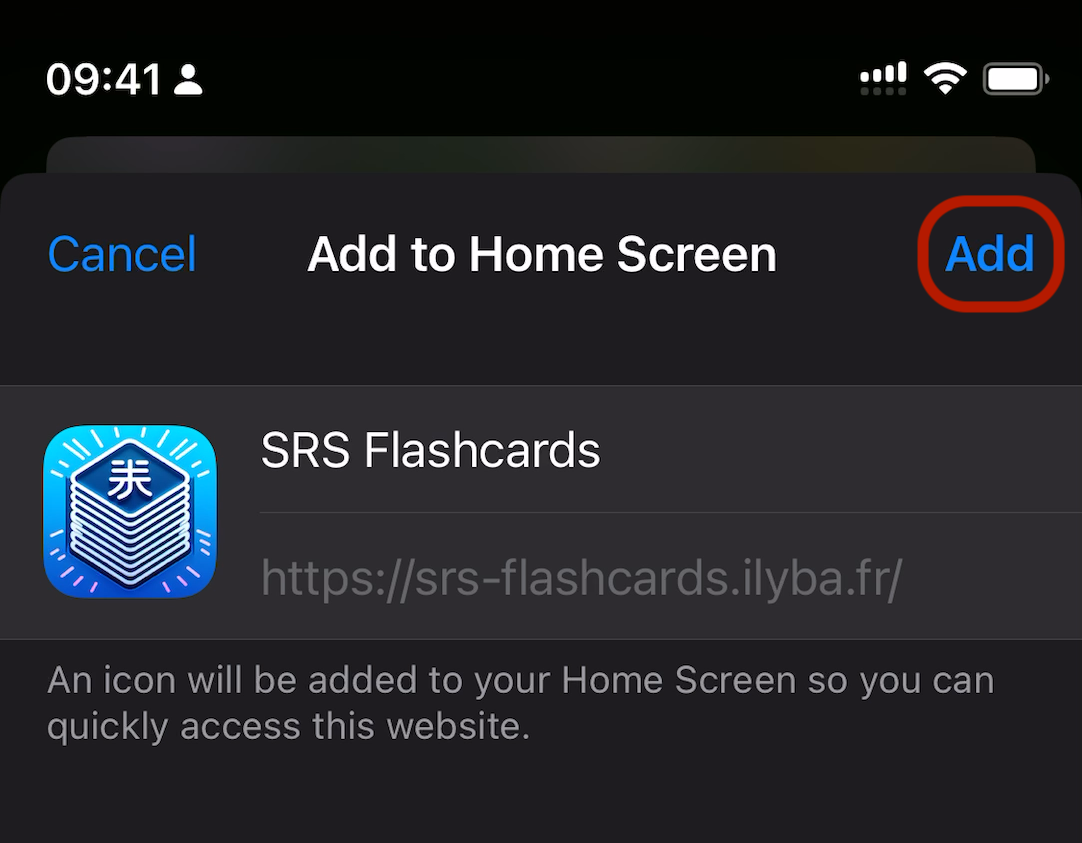 09:41
Cancel
Add to Home Screen
Add
SRS Flashcards
https://srs-flashcards.ilyba.fr/
An icon will be added to your Home Screen so you can
quickly access this website.